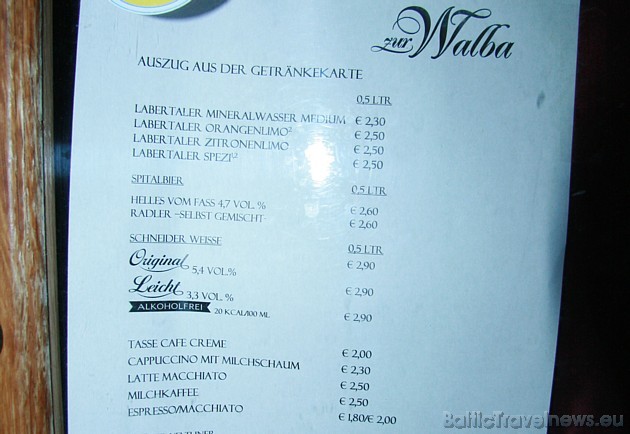 zur Walba
AUSZUG AUS DER GETRÄNKEKARTE
0,5 LTR
LABERTALER MINERALWASSER MEDIUM € 2,30
LABERTALER ORANGENLIMO² € 2,50
LABERTALER ZITRONENLIMO € 2,50
LABERTALER SPEZI¹,² € 2,50
SPITALBIER 0,5 LTR
HELLES VOM FASS 4,7 VOL. % € 2,60
RADLER -SELBST GEMISCHT- € 2,60
SCHNEIDER WEISSE 0,5 LTR
Original 5,4 VOL.% € 2,90
Leicht 3,3 VOL. % € 2,90
ALKOHOLFREI 20 KCAL/100 ML € 2,90
TASSE CAFE CREME € 2,00
CAPPUCCINO MIT MILCHSCHAUM € 2,30
LATTE MACCHIATO € 2,50
MILCHKAFFEE € 2,50
ESPRESSO/MACCHIATO € 1,80/€ 2,00
BalticTravelnews.eu